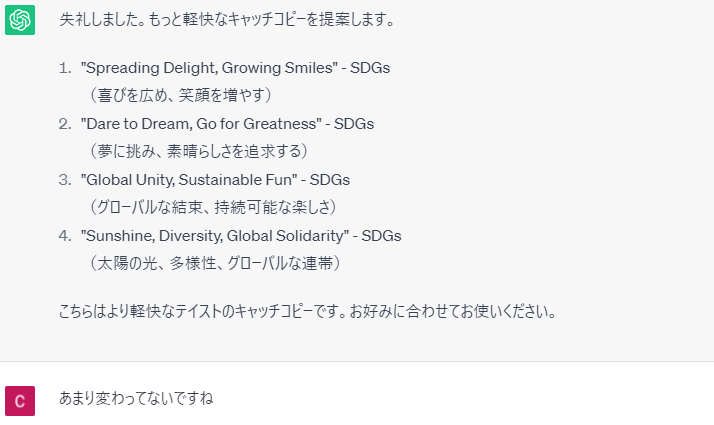 失礼しました。もっと軽快なキャッチコピーを提案します。
1. "Spreading Delight, Growing Smiles" - SDGs
（喜びを広め、笑顔を増やす）
2. "Dare to Dream, Go for Greatness" - SDGs
（夢に挑み、素晴らしさを追求する）
3. "Global Unity, Sustainable Fun" - SDGs
（グローバルな結束、持続可能な楽しさ）
4. "Sunshine, Diversity, Global Solidarity" - SDGs
（太陽の光、多様性、グローバルな連帯）
こちらはより軽快なテイストのキャッチコピーです。お好みに合わせてお使いください。
C あまり変わってないですね